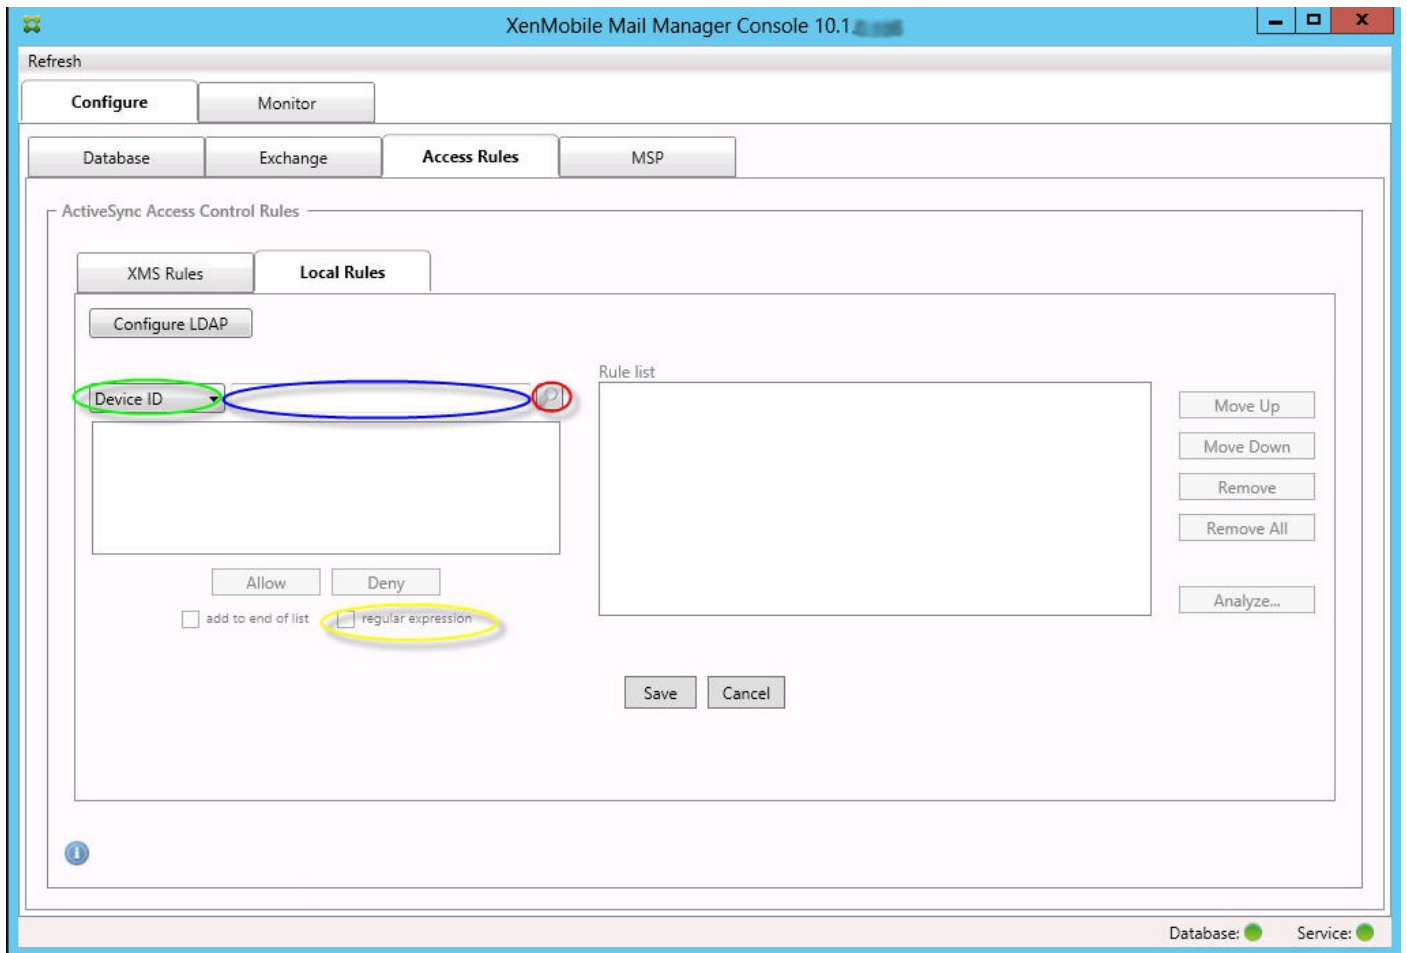 XenMobile Mail Manager Console 10.1.
Refresh
Configure Monitor
Database Exchange Access Rules MSP
ActiveSync Access Control Rules
XMS Rules Local Rules
Configure LDAP
Device ID
Rule list
Move Up
Move Down
Remove
Remove All
Allow Deny
add to end of list regular expression
Analyze...
Save Cancel
Database: Service: